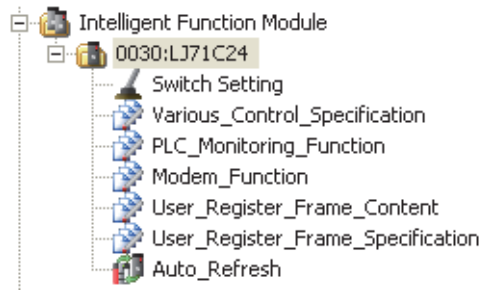 Intelligent Function Module
0030:LJ71C24
Switch Setting
Various_Control_Specification
PLC_Monitoring_Function
Modem_Function
User_Register_Frame_Content
User_Register_Frame_Specification
Auto_Refresh